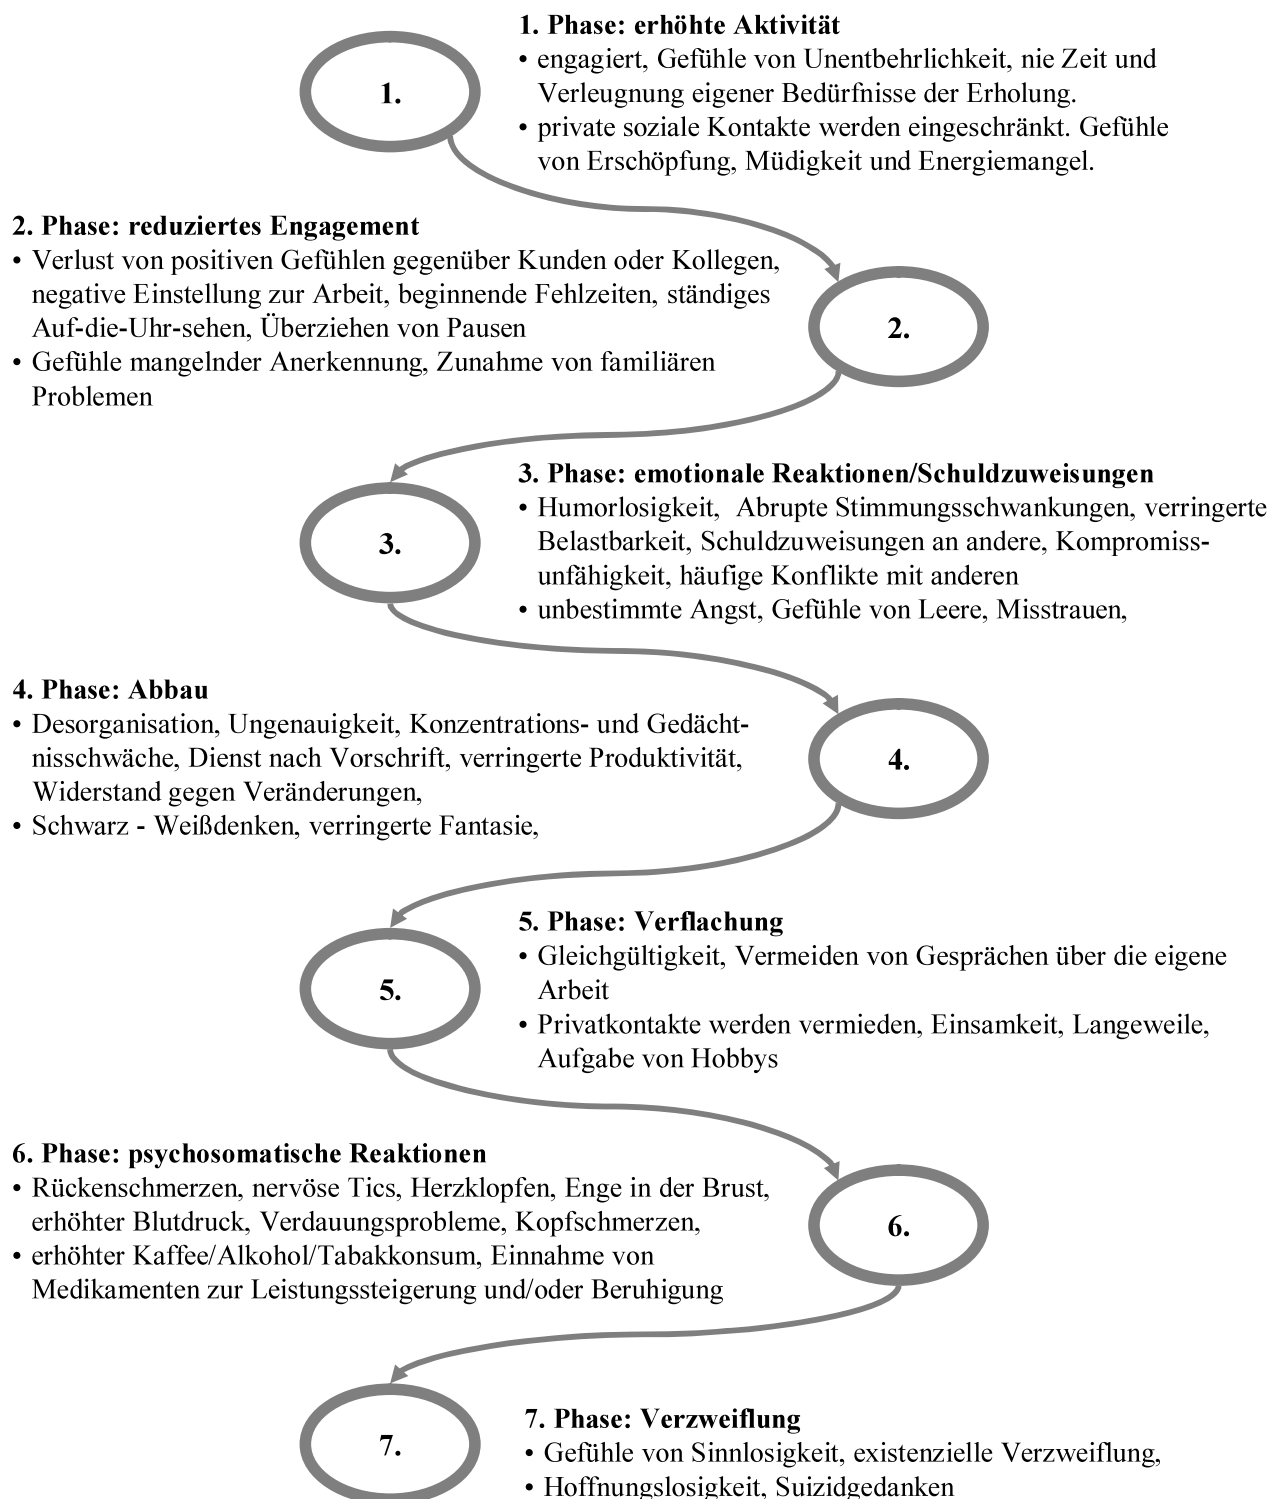 1.
1. Phase: erhöhte Aktivität
• engagiert, Gefühle von Unentbehrlichkeit, nie Zeit und
Verleugnung eigener Bedürfnisse der Erholung.
• private soziale Kontakte werden eingeschränkt. Gefühle
von Erschöpfung, Müdigkeit und Energiemangel.
2. Phase: reduziertes Engagement
• Verlust von positiven Gefühlen gegenüber Kunden oder Kollegen,
negative Einstellung zur Arbeit, beginnende Fehlzeiten, ständiges
Auf-die-Uhr-sehen, Überziehen von Pausen
• Gefühle mangelnder Anerkennung, Zunahme von familiären
Problemen
2.
3. Phase: emotionale Reaktionen/Schuldzuweisungen
• Humorlosigkeit, Abrupte Stimmungsschwankungen, verringerte
Belastbarkeit, Schuldzuweisungen an andere, Kompromiss-
unfähigkeit, häufige Konflikte mit anderen
• unbestimmte Angst, Gefühle von Leere, Misstrauen,
3.
4. Phase: Abbau
• Desorganisation, Ungenauigkeit, Konzentrations- und Gedächt-
nisschwäche, Dienst nach Vorschrift, verringerte Produktivität,
Widerstand gegen Veränderungen,
• Schwarz - Weißdenken, verringerte Fantasie,
4.
5. Phase: Verflachung
• Gleichgültigkeit, Vermeiden von Gesprächen über die eigene
Arbeit
• Privatkontakte werden vermieden, Einsamkeit, Langeweile,
Aufgabe von Hobbys
5.
6. Phase: psychosomatische Reaktionen
• Rückenschmerzen, nervöse Tics, Herzklopfen, Enge in der Brust,
erhöhter Blutdruck, Verdauungsprobleme, Kopfschmerzen,
• erhöhter Kaffee/Alkohol/Tabakkonsum, Einnahme von
Medikamenten zur Leistungssteigerung und/oder Beruhigung
6.
7. Phase: Verzweiflung
• Gefühle von Sinnlosigkeit, existenzielle Verzweiflung,
• Hoffnungslosigkeit, Suizidgedanken
7.